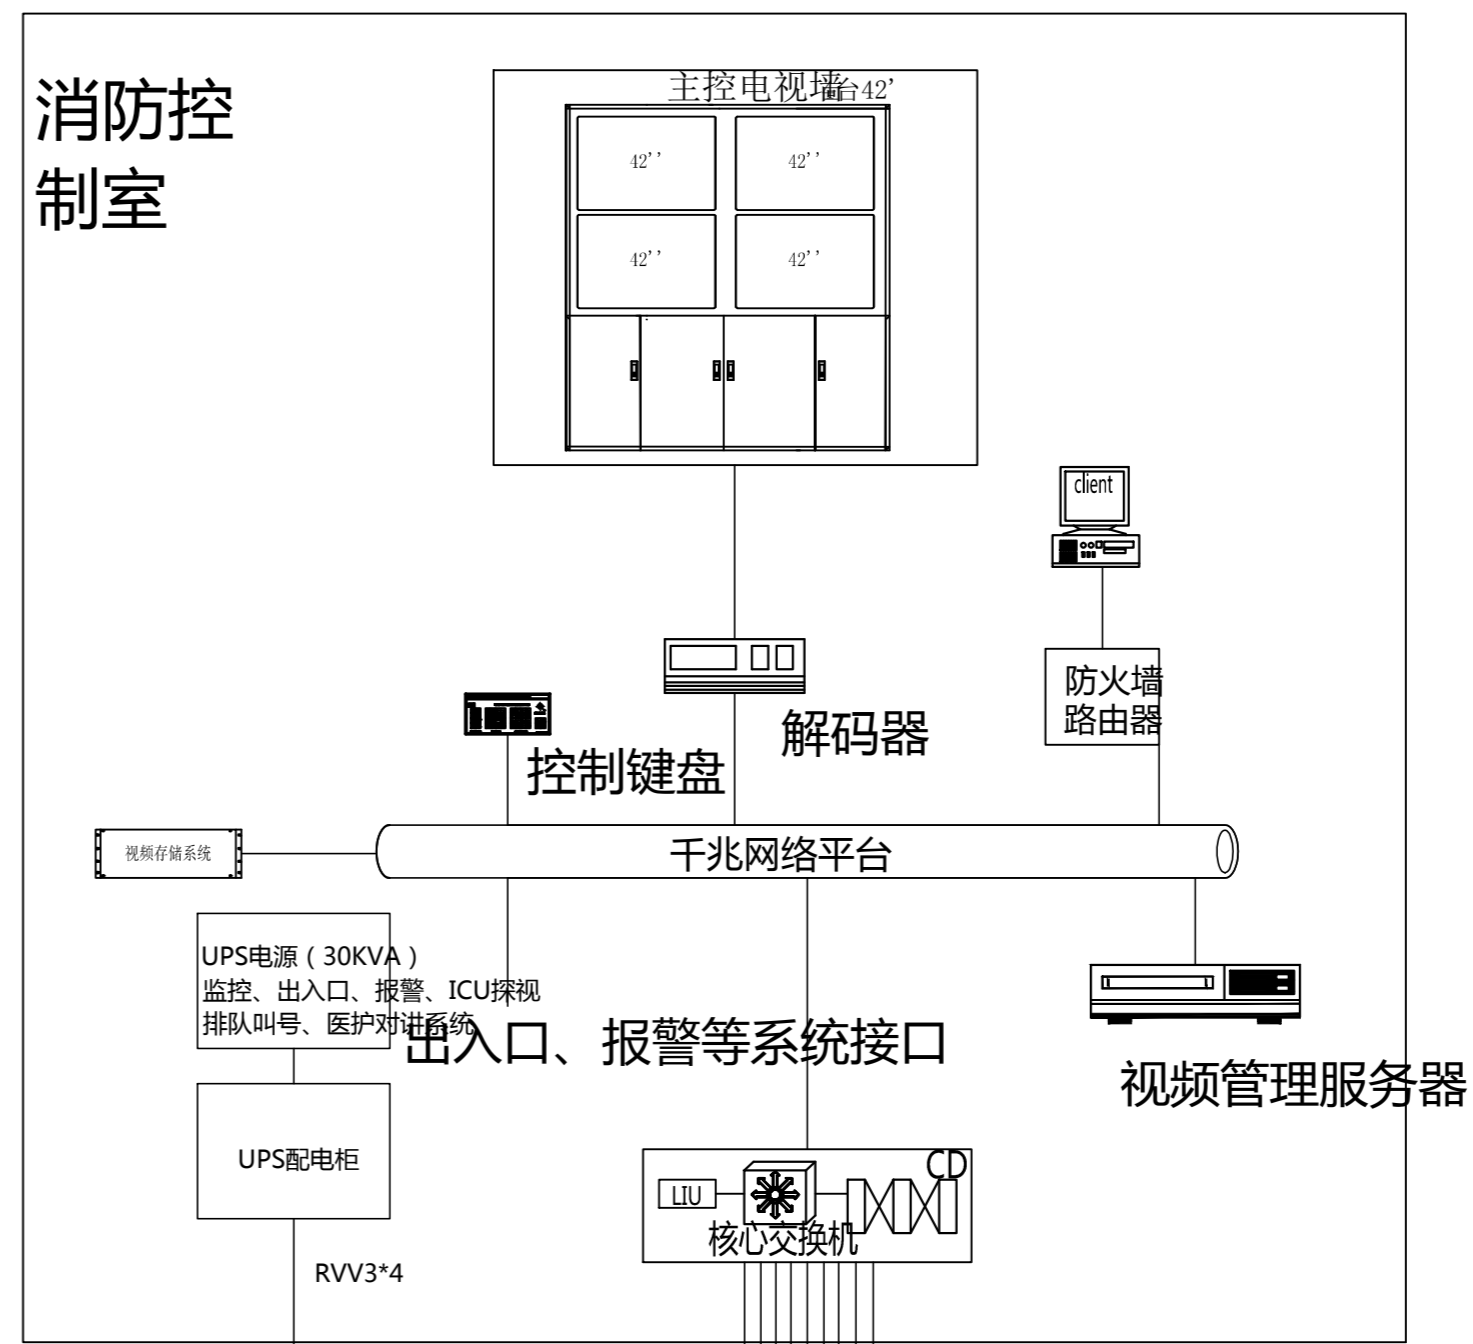 消防控
制室
主控电视墙
台42'
42''
42''
42''
42''
client
防火墙
路由器
解码器
控制键盘
千兆网络平台
视频存储系统
UPS电源（30KVA）
监控、出入口、报警、ICU探视
排队叫号、医护对讲系统
出入口、报警等系统接口
视频管理服务器
UPS配电柜
CD
LIU
核心交换机
RVV3*4